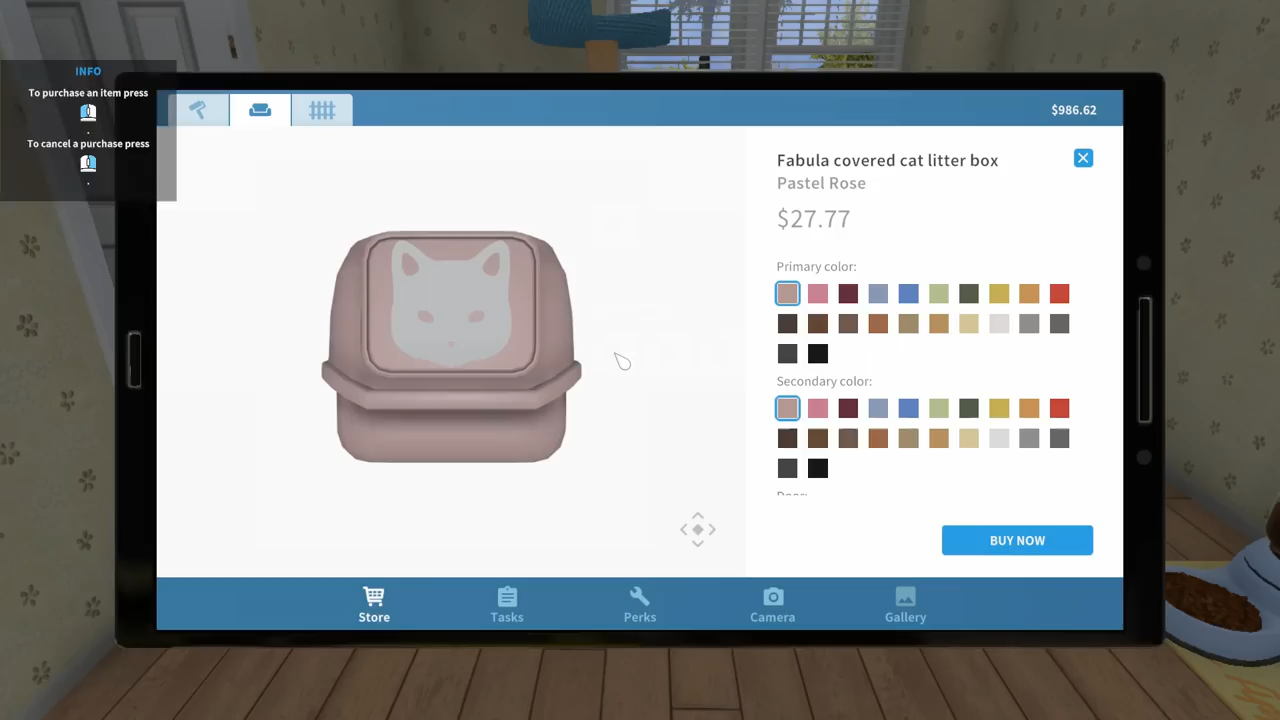 INFO
To purchase an item press
.
To cancel a purchase press
.
$986.62
Fabula covered cat litter box
Pastel Rose
$27.77
Primary color:
Secondary color:
Door:
BUY NOW
Store
Tasks
Perks
Camera
Gallery